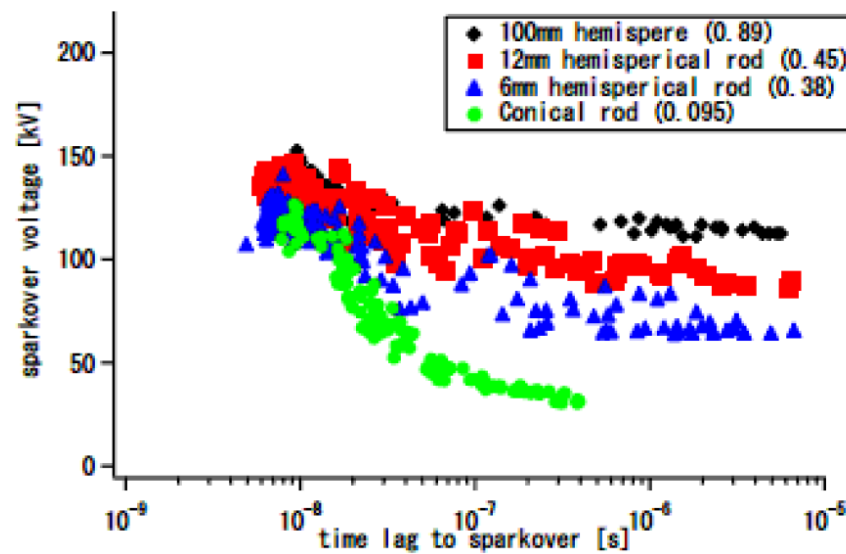 100mm hemispere (0.89)
12mm hemisperical rod (0.45)
6mm hemisperical rod (0.38)
Conical rod (0.095)
sparkover voltage [kV]
200
150
100
50
0
10^-9
10^-8
10^-7
10^-6
10^-5
time lag to sparkover [s]